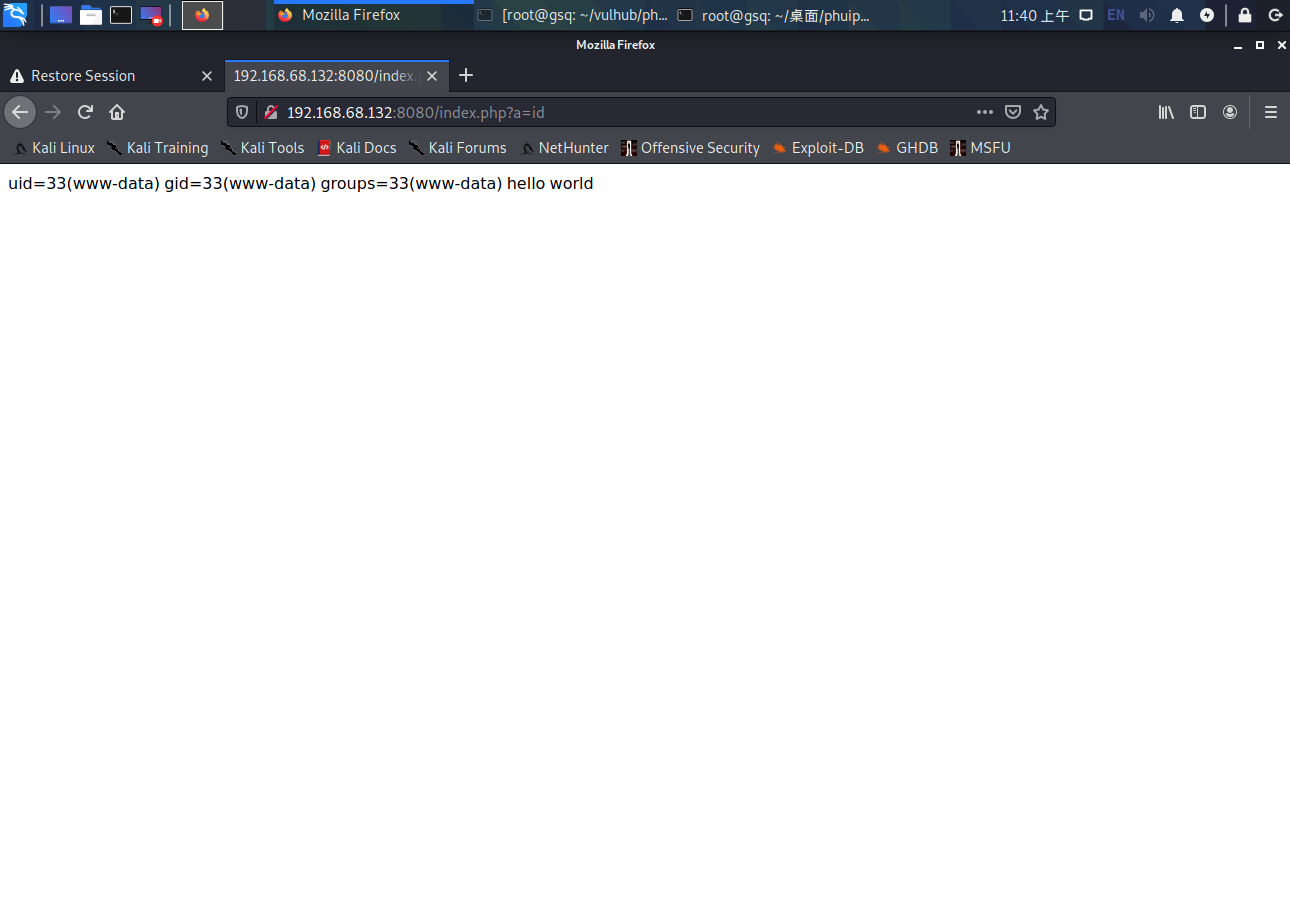 Mozilla Firefox [root@gsq: ~/vulhub/ph... root@gsq: ~/桌面/phuip... 11:40 上午 EN
Mozilla Firefox
Restore Session 192.168.68.132:8080/index.
192.168.68.132:8080/index.php?a=id
Kali Linux Kali Training Kali Tools Kali Docs Kali Forums NetHunter Offensive Security Exploit-DB GHDB MSFU
uid=33(www-data) gid=33(www-data) groups=33(www-data) hello world